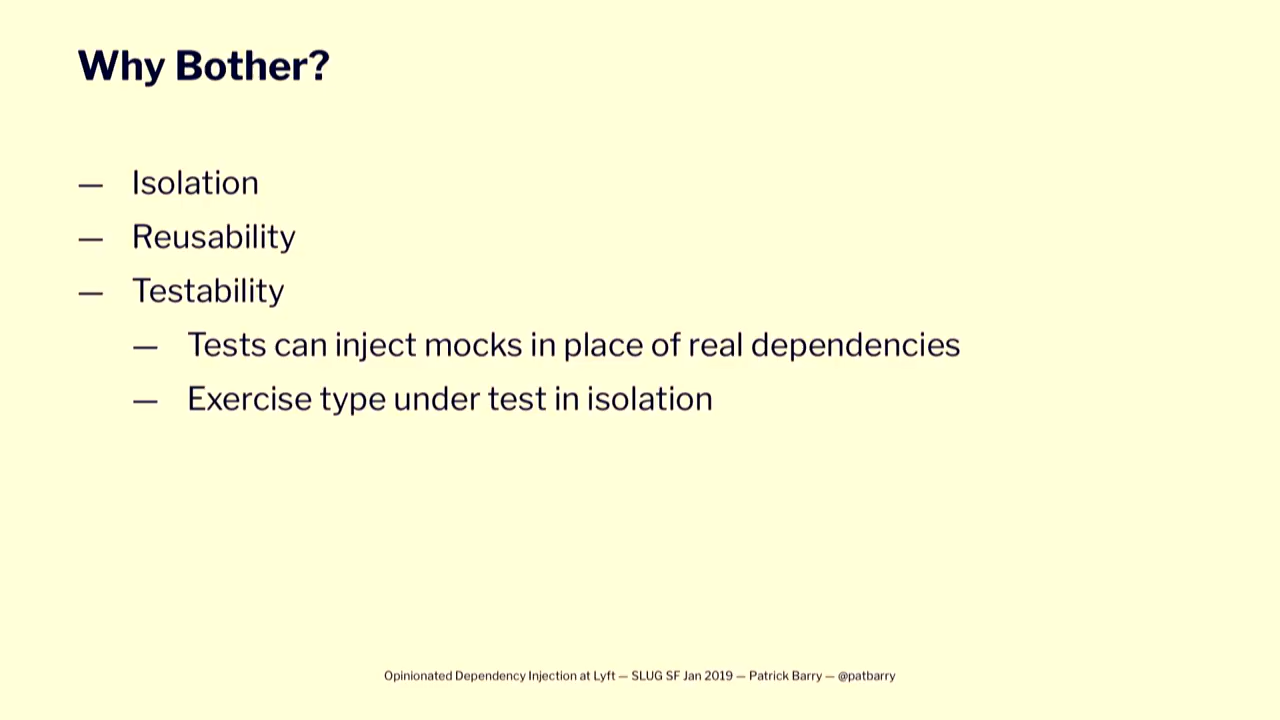 Why Bother?
— Isolation
— Reusability
— Testability
— Tests can inject mocks in place of real dependencies
— Exercise type under test in isolation
Opinionated Dependency Injection at Lyft — SLUG SF Jan 2019 — Patrick Barry — @patbarry